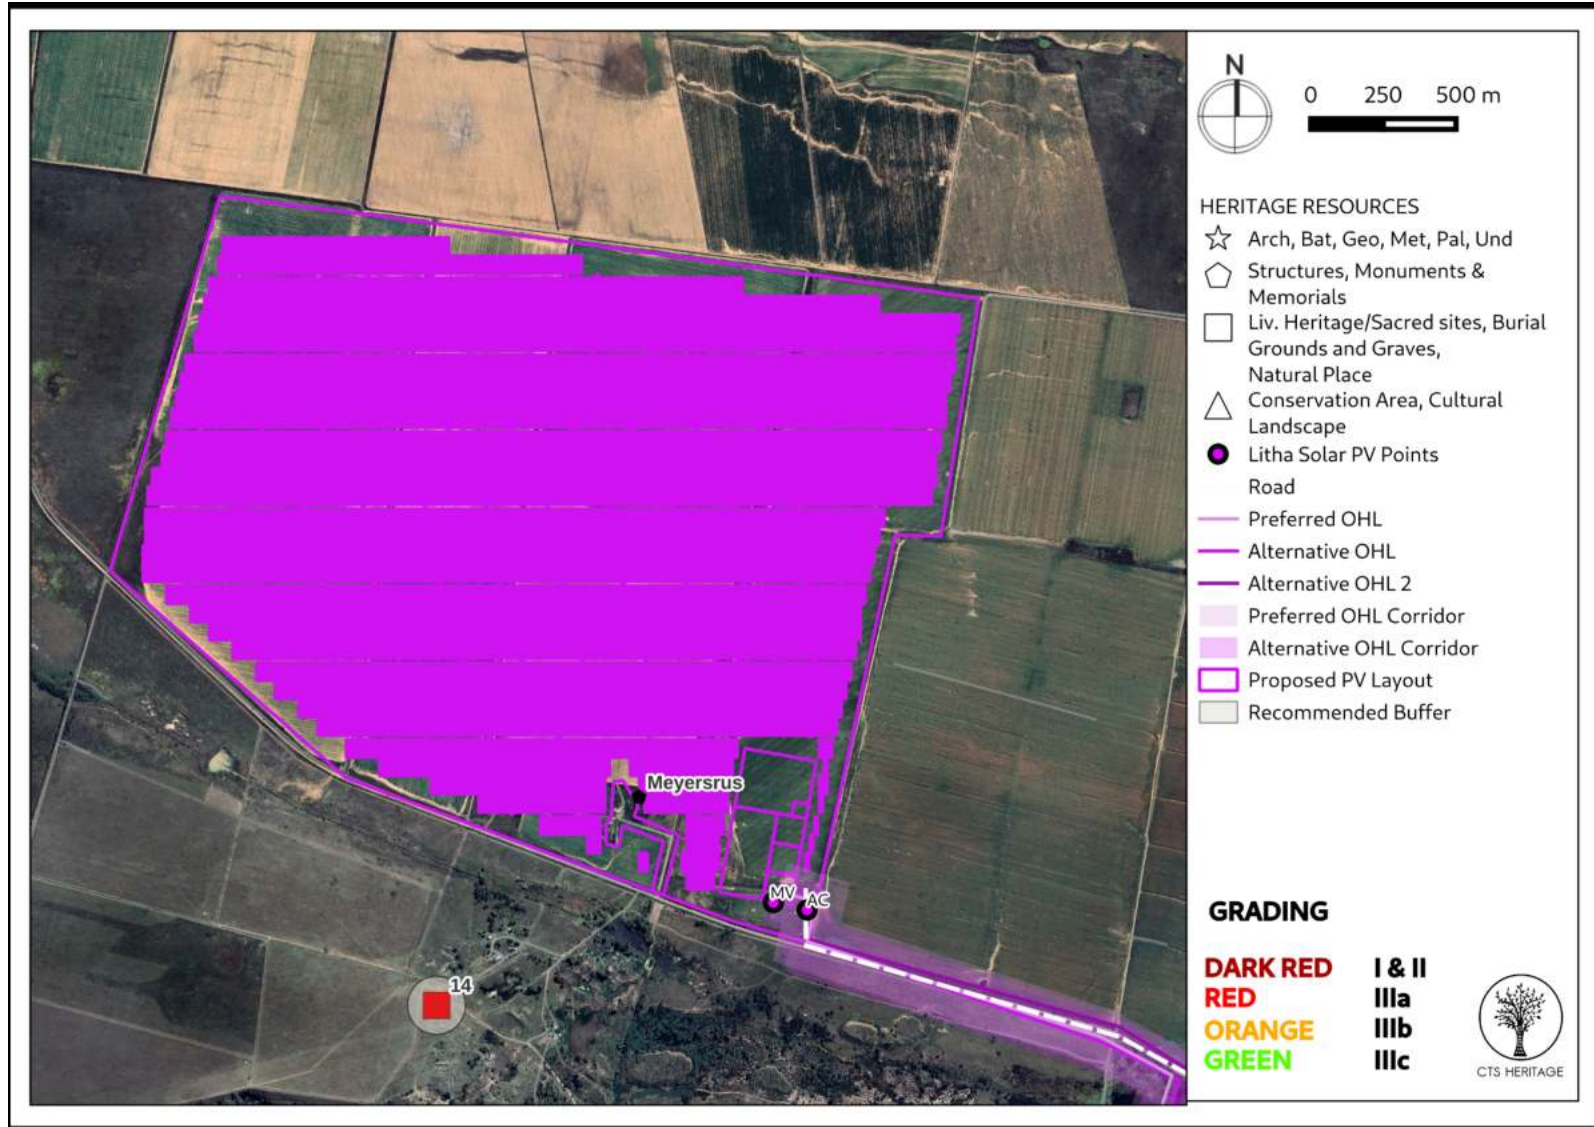 N
0 250 500 m
HERITAGE RESOURCES
Arch, Bat, Geo, Met, Pal, Und
Structures, Monuments &
Memorials
Liv. Heritage/Sacred sites, Burial
Grounds and Graves,
Natural Place
Conservation Area, Cultural
Landscape
Litha Solar PV Points
Road
Preferred OHL
Alternative OHL
Alternative OHL 2
Preferred OHL Corridor
Alternative OHL Corridor
Proposed PV Layout
Recommended Buffer
Meyersrus
MV
AC
14
GRADING
DARK RED I & II
RED IIIa
ORANGE IIIb
GREEN IIIc
CTS HERITAGE